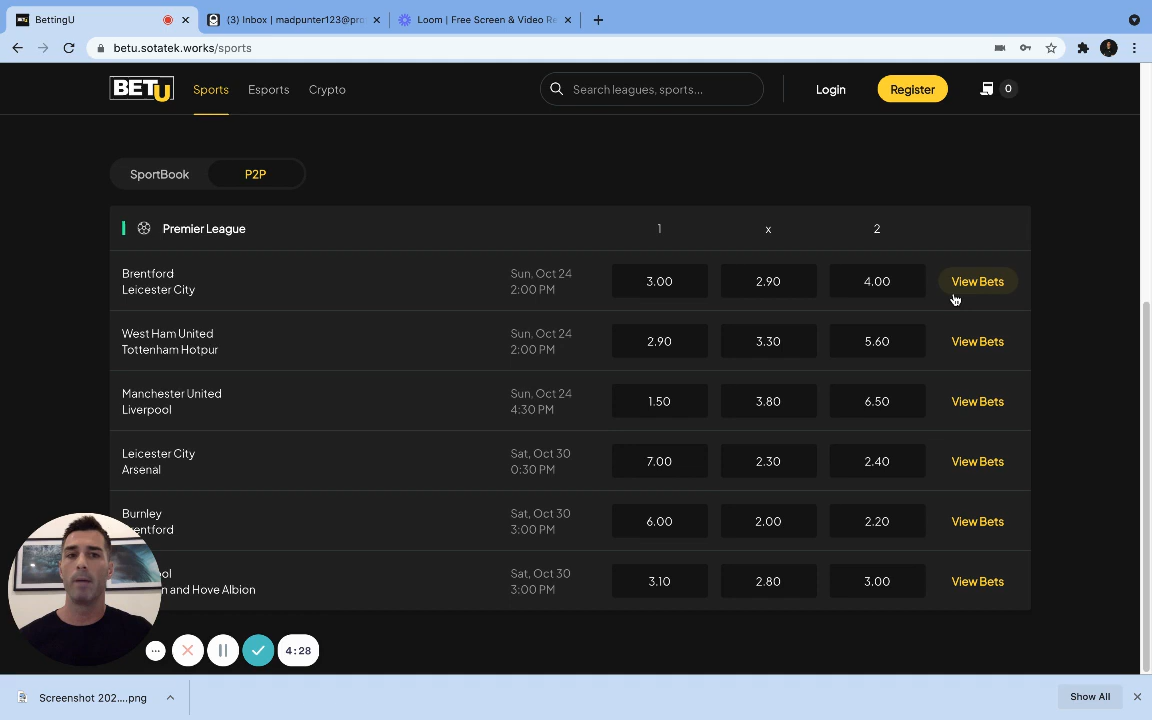 BettingU
(3) Inbox | madpunter123@pro
Loom | Free Screen & Video Re
betu.sotatek.works/sports
BETU
Sports
Esports
Crypto
Search leagues, sports...
Login
Register
0
SportBook
P2P
Premier League
1
x
2
Brentford
Leicester City
Sun, Oct 24
2:00 PM
3.00
2.90
4.00
View Bets
West Ham United
Tottenham Hotpur
Sun, Oct 24
2:00 PM
2.90
3.30
5.60
View Bets
Manchester United
Liverpool
Sun, Oct 24
4:30 PM
1.50
3.80
6.50
View Bets
Leicester City
Arsenal
Sat, Oct 30
0:30 PM
7.00
2.30
2.40
View Bets
Burnley
rentford
Sat, Oct 30
3:00 PM
6.00
2.00
2.20
View Bets
ool
n and Hove Albion
Sat, Oct 30
3:00 PM
3.10
2.80
3.00
View Bets
4:28
Screenshot 202....png
Show All